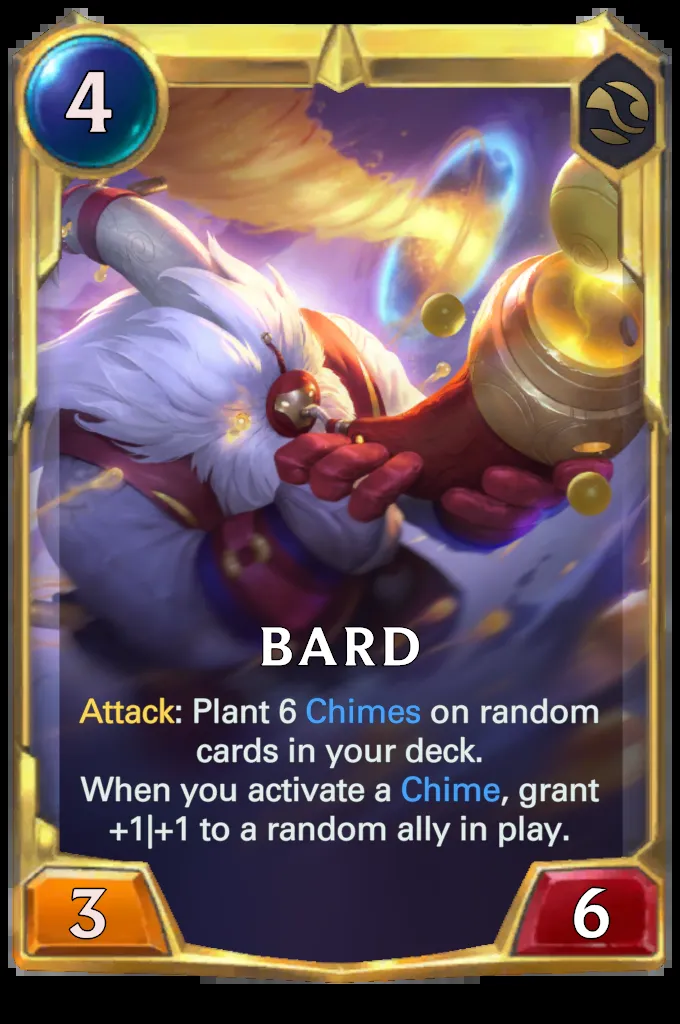 4
BARD
Attack: Plant 6 Chimes on random
cards in your deck.
When you activate a Chime, grant
+1|+1 to a random ally in play.
3
6